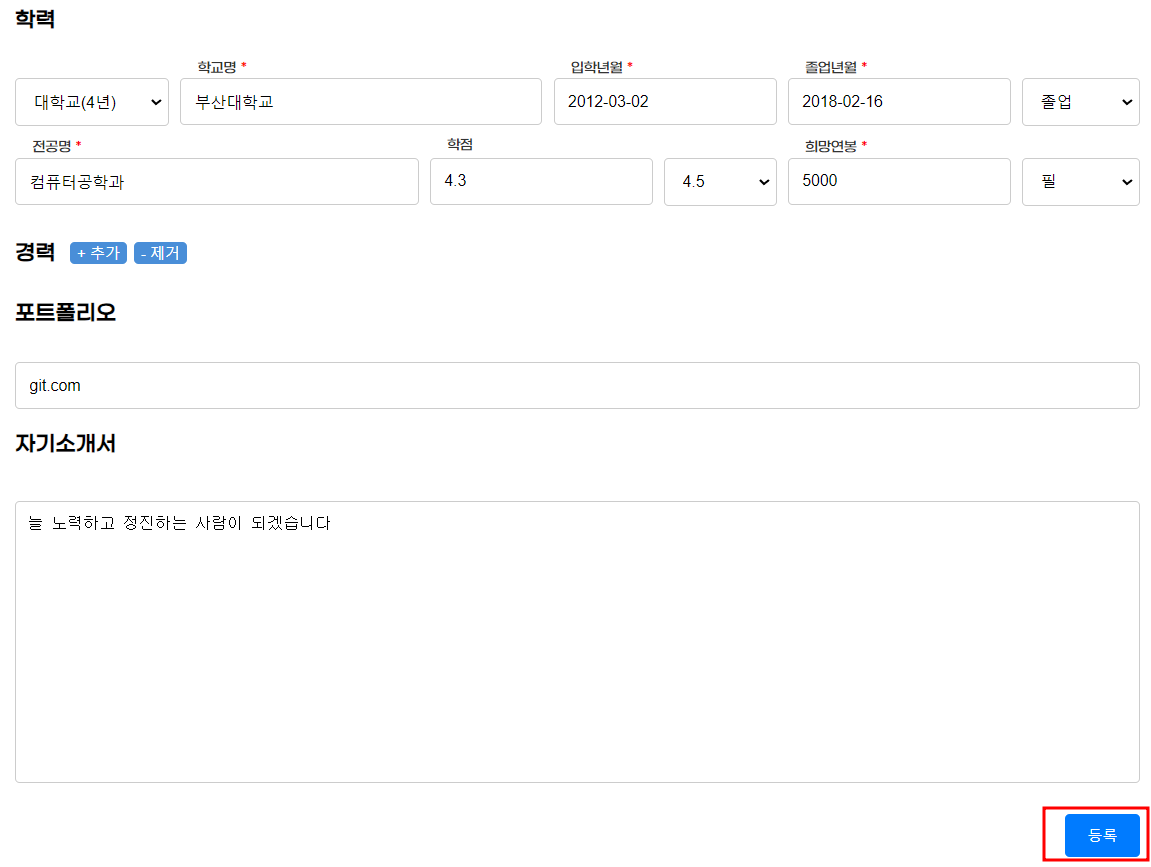 학력
학교명 * 입학년월 * 졸업년월 *
대학교(4년) 부산대학교 2012-03-02 2018-02-16 졸업
전공명 * 학점 희망연봉 *
컴퓨터공학과 4.3 4.5 5000 필
경력 + 추가 - 제거
포트폴리오
git.com
자기소개서
늘 노력하고 정진하는 사람이 되겠습니다
등록